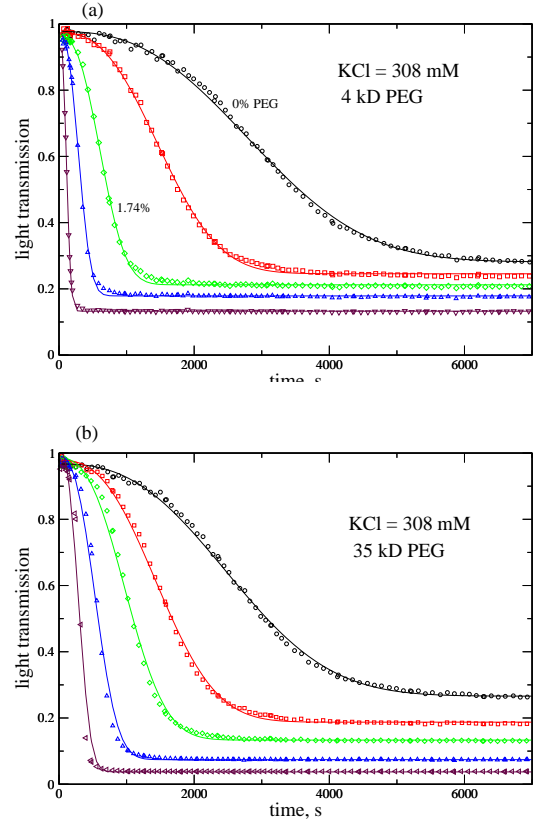 (a)
1
KCl = 308 mM
4 kD PEG
0% PEG
0.8
0.6
1.74%
light transmission
0.4
0.2
0
0 2000 4000 6000
time, s
(b)
1
KCl = 308 mM
35 kD PEG
0.8
0.6
light transmission
0.4
0.2
0
0 2000 4000 6000
time, s